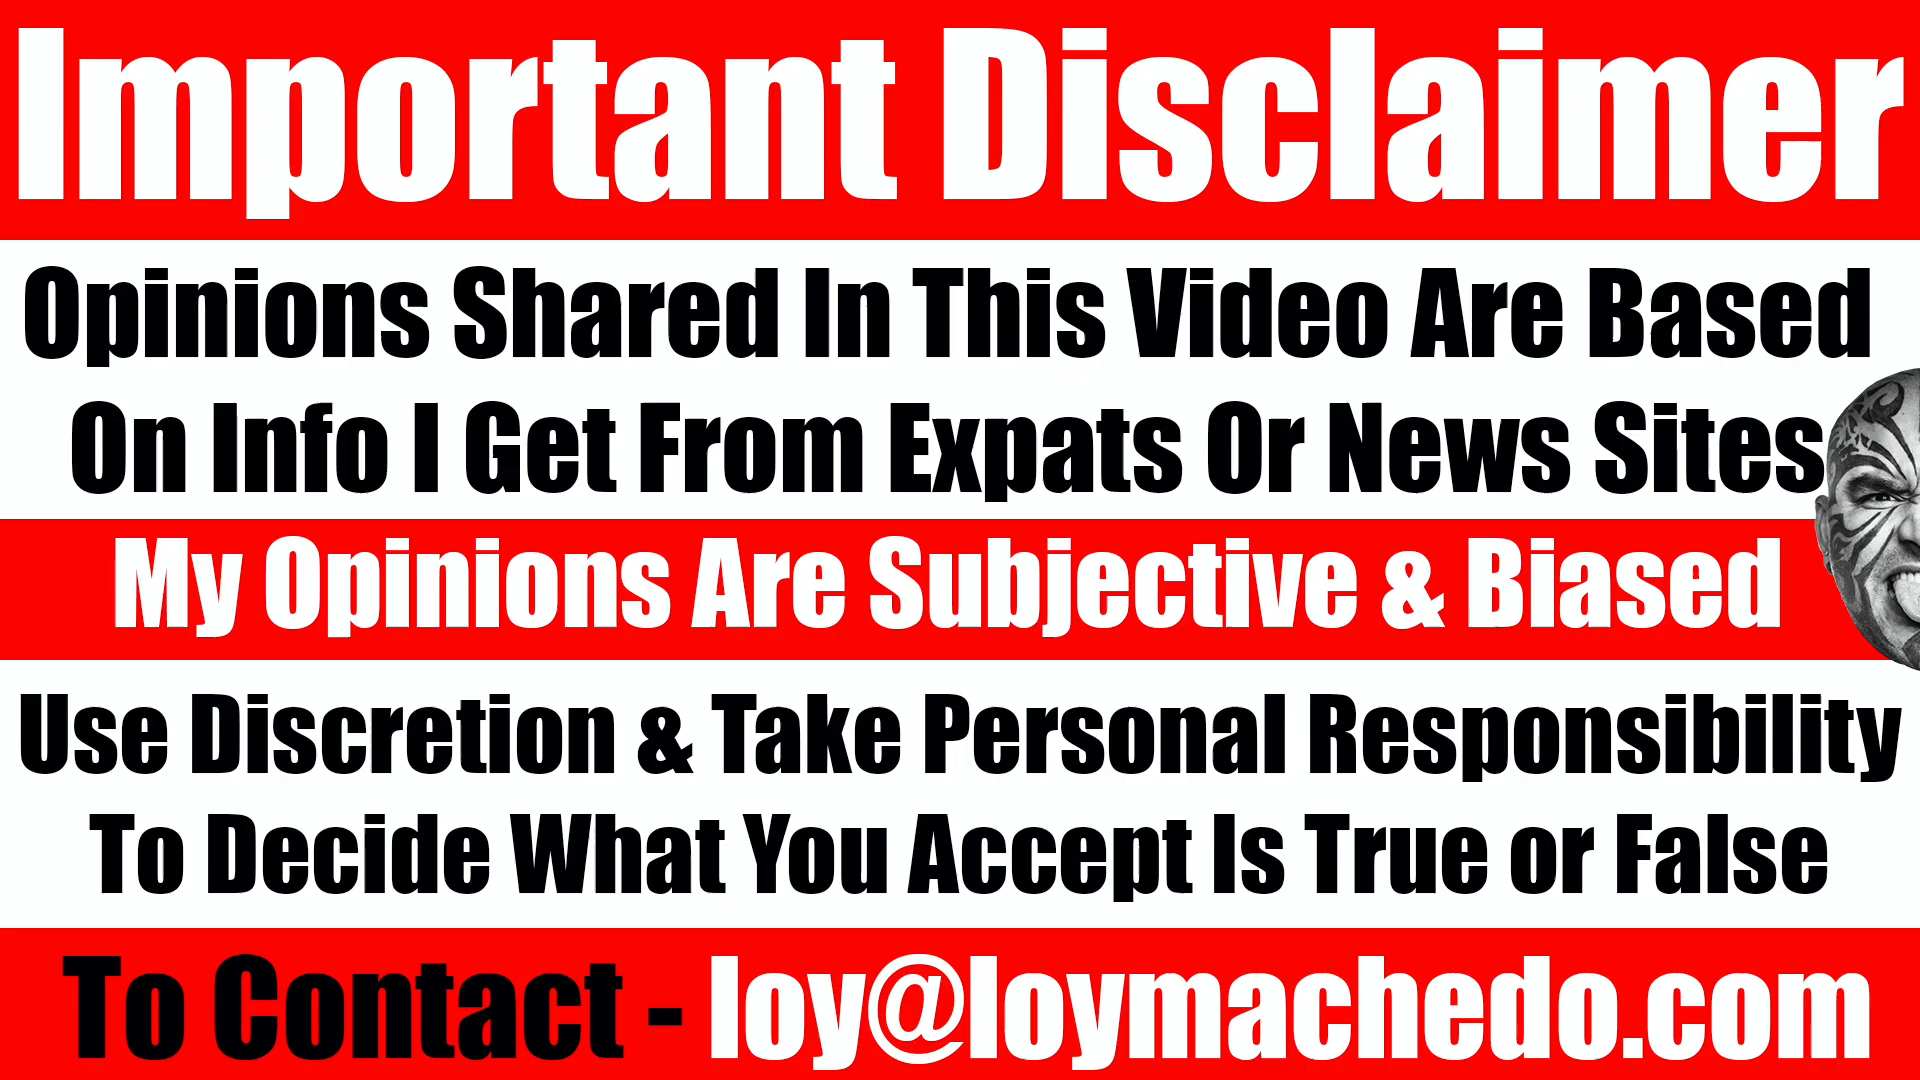 Important Disclaimer
Opinions Shared In This Video Are Based
On Info I Get From Expats Or News Sites
My Opinions Are Subjective & Biased
Use Discretion & Take Personal Responsibility
To Decide What You Accept Is True or False
To Contact - loy@loymachedo.com